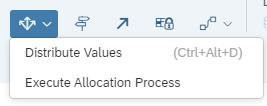 Distribute Values (Ctrl+Alt+D)
Execute Allocation Process